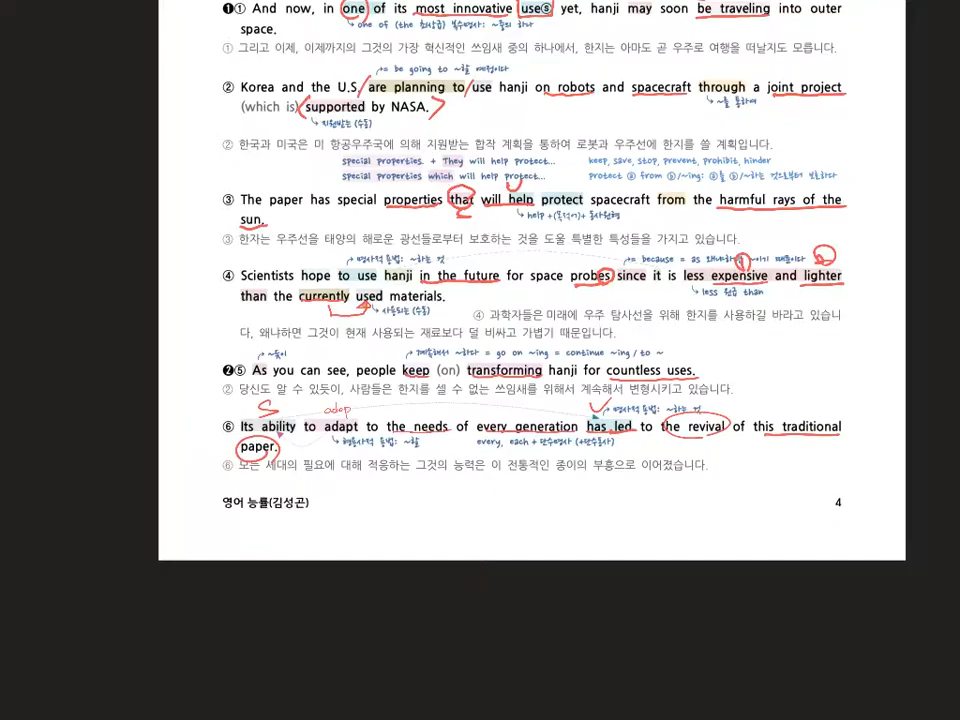 ❶① And now, in one of its most innovative useⓢ yet, hanji may soon be traveling into outer
one of (the 최상급) 복수명사: ~중의 하나
space.
① 그리고 이제, 이제까지의 그것의 가장 혁신적인 쓰임새 중의 하나에서, 한지는 아마도 곧 우주로 여행을 떠날지도 모릅니다.
= be going to ~할 예정이다
② Korea and the U.S. are planning to use hanji on robots and spacecraft through a joint project
~를 통하여
(which is) supported by NASA.
지원받는 (수동)
② 한국과 미국은 미 항공우주국에 의해 지원받는 합작 계획을 통하여 로봇과 우주선에 한지를 쓸 계획입니다.
special properties. + They will help protect... keep, save, stop, prevent, prohibit, hinder
special properties which will help protect... protect ⓐ from ⓑ/~ing: ⓐ를 ⓑ/~하는 것으로부터 보호하다
③ The paper has special properties that will help protect spacecraft from the harmful rays of the
help +(목적어)+ 동사원형
sun.
③ 한자는 우주선을 태양의 해로운 광선들로부터 보호하는 것을 도울 특별한 특성들을 가지고 있습니다.
명사적 용법: ~하는 것 = because = as 왜냐하면 ~이기 때문이다
④ Scientists hope to use hanji in the future for space probes since it is less expensive and lighter
less 원급 than
than the currently used materials.
사용되는 (수동)
④ 과학자들은 미래에 우주 탐사선을 위해 한지를 사용하길 바라고 있습니
다, 왜냐하면 그것이 현재 사용되는 재료보다 덜 비싸고 가볍기 때문입니다.
~듯이 계속해서 ~하다 = go on ~ing = continue ~ing / to ~
❷⑤ As you can see, people keep (on) transforming hanji for countless uses.
② 당신도 알 수 있듯이, 사람들은 한지를 셀 수 없는 쓰임새를 위해서 계속해서 변형시키고 있습니다.
S adop 명사적 용법: ~하는 것
⑥ Its ability to adapt to the needs of every generation has led to the revival of this traditional
형용사적 용법: ~할 every, each + 단수명사 (+단수동사)
paper.
⑥ 모든 세대의 필요에 대해 적응하는 그것의 능력은 이 전통적인 종이의 부흥으로 이어졌습니다.
영어 능률(김성곤) 4